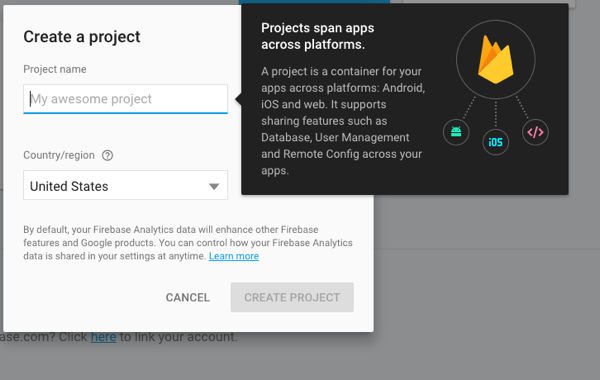 Create a project
Project name
My awesome project
Country/region
United States
By default, your Firebase Analytics data will enhance other Firebase
features and Google products. You can control how your Firebase Analytics
data is shared in your settings at anytime. Learn more
CANCEL
CREATE PROJECT
Projects span apps
across platforms.
A project is a container for your
apps across platforms: Android,
iOS and web. It supports
sharing features such as
Database, User Management
and Remote Config across your
apps.
iOS
</>
ase.com? Click here to link your account.